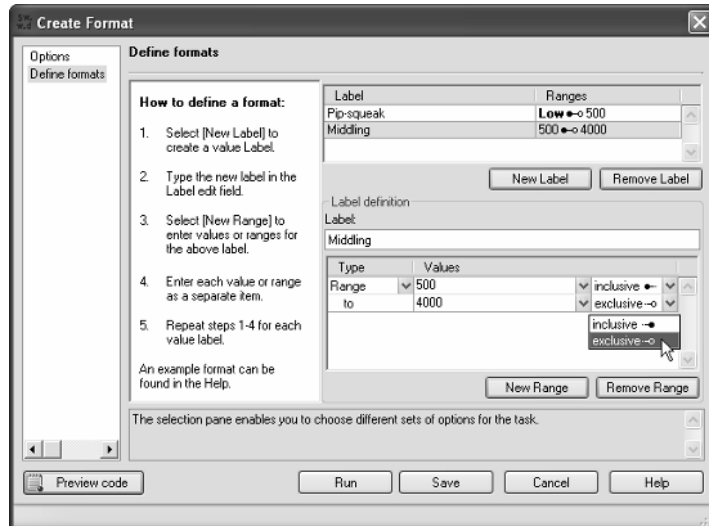 Create Format
Options
Define formats
Define formats
How to define a format:
1. Select [New Label] to
create a value Label.
2. Type the new label in the
Label edit field.
3. Select [New Range] to
enter values or ranges for
the above label.
4. Enter each value or range
as a separate item.
5. Repeat steps 1-4 for each
value label.
An example format can be
found in the Help.
Label Ranges
Pip-squeak Low 500
Middling 500 4000
New Label Remove Label
Label definition
Label:
Middling
Type Values
Range 500 inclusive
to 4000 exclusive
inclusive
exclusive
New Range Remove Range
The selection pane enables you to choose different sets of options for the task.
Preview code Run Save Cancel Help